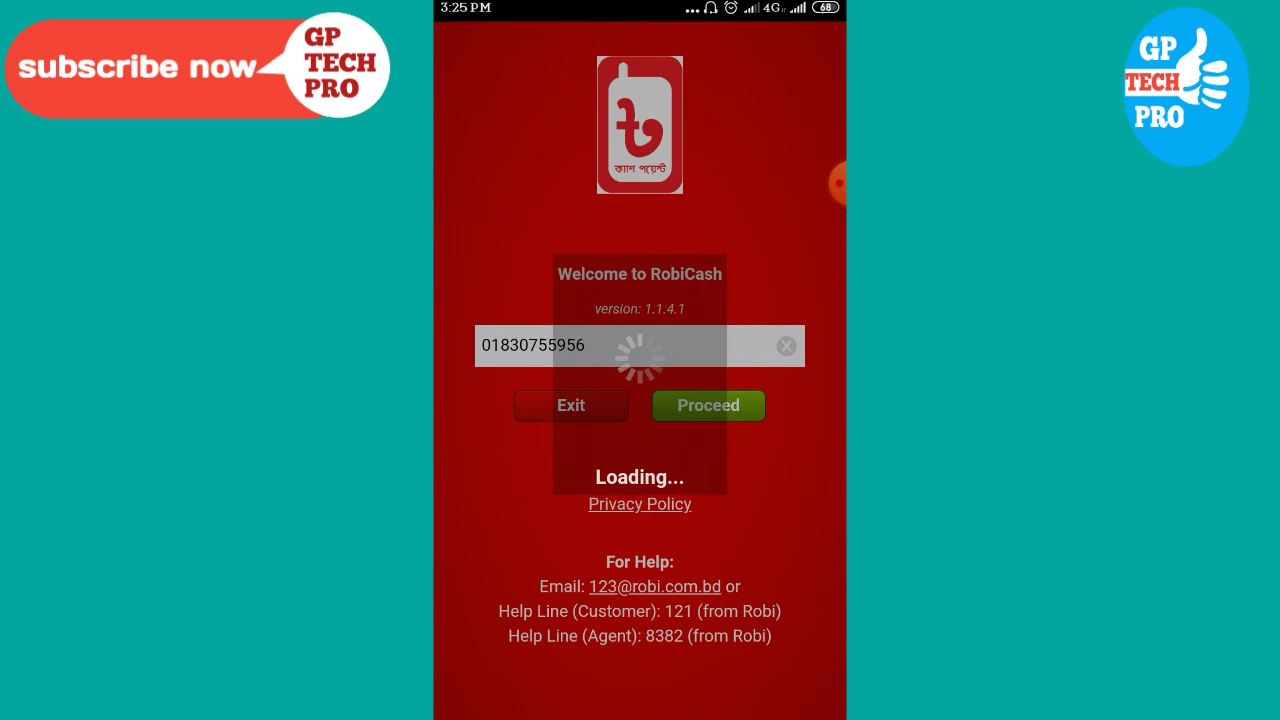 subscribe now
GP
TECH
PRO
3:25 PM
4G
68
GP
TECH
PRO
৳
ক্যাশ পয়েন্ট
Welcome to RobiCash
version: 1.1.4.1
01830755956
Exit
Proceed
Loading...
Privacy Policy
For Help:
Email: 123@robi.com.bd or
Help Line (Customer): 121 (from Robi)
Help Line (Agent): 8382 (from Robi)